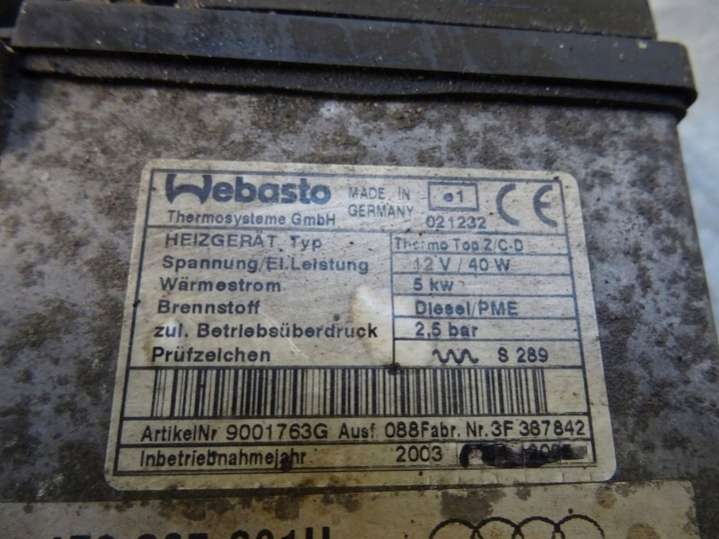 Webasto MADE IN GERMANY e1
Thermosysteme GmbH 021232 CE
HEIZGERÄT Typ Thermo Top Z/C-D
Spannung/El.Leistung 12 V / 40 W
Wärmestrom 5 kw
Brennstoff Diesel/PME
zul. Betriebsüberdruck 2,5 bar
Prüfzeichen S 289
ArtikelNr 9001763G Ausf 088 Fabr. Nr. 3F 387842
Inbetriebnahmejahr 2003